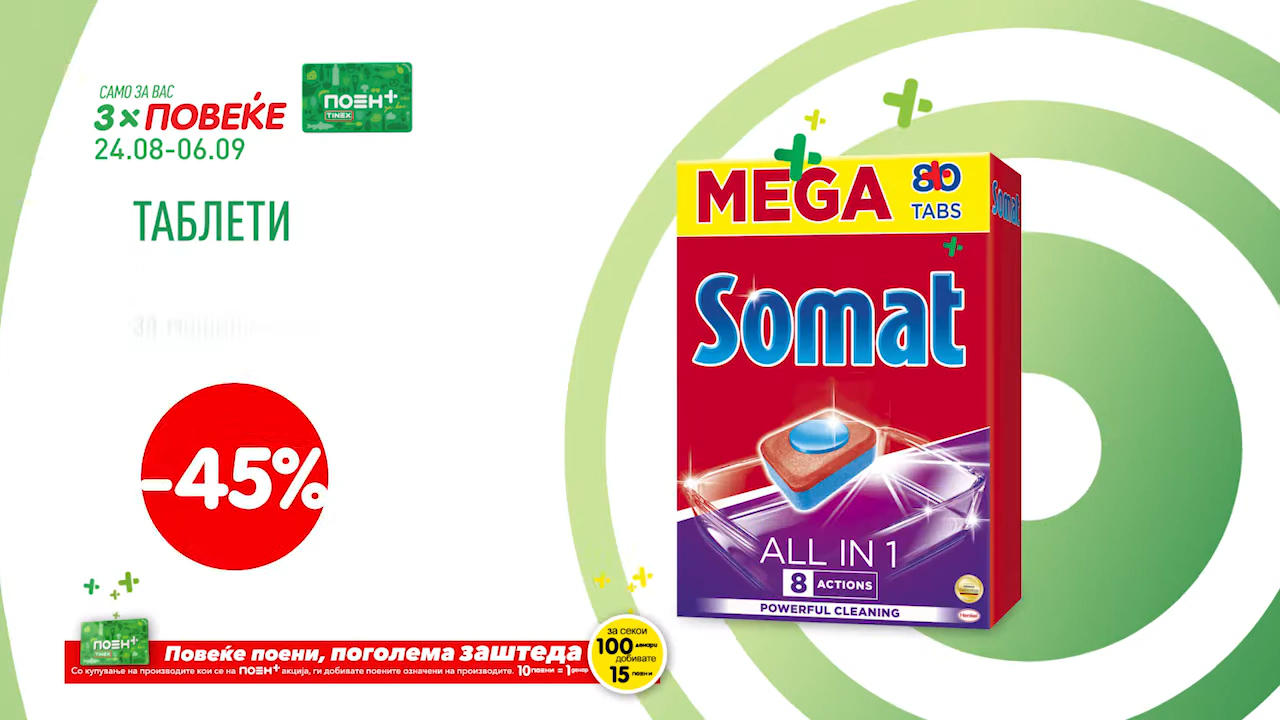 САМО ЗА ВАС
3x ПОВЕЌЕ
24.08-06.09
ПОЕН+
TINEX
ТАБЛЕТИ
-45%
MEGA
80
TABS
Somat
Somat
ALL IN 1
8 ACTIONS
POWERFUL CLEANING
Henkel
ПОЕН+
TINEX
Повеќе поени, поголема заштеда
Со купување на производите кои се на ПОЕН+ акција, ги добивате поените означени на производите. 10 поени = 1 денар
за секои
100 денари
добивате
15 поени